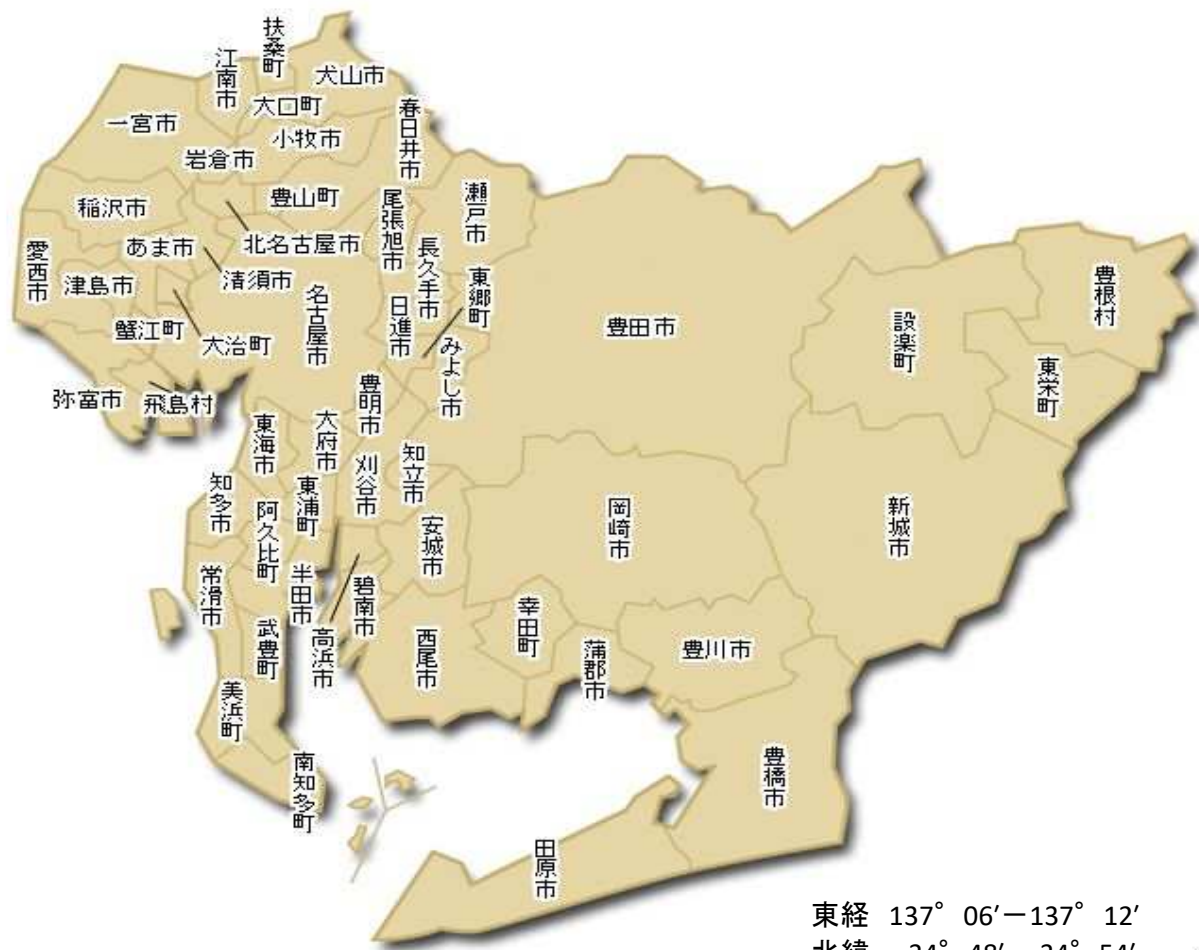 扶桑町
江南市
犬山市
大口町
一宮市
春日井市
小牧市
岩倉市
豊山町
稲沢市
尾張旭市
瀬戸市
あま市
北名古屋市
愛西市
長久手市
津島市
清須市
東郷町
豊根村
名古屋市
日進市
設楽町
豊田市
蟹江町
大治町
みよし市
東栄町
弥富市
飛島村
豊明市
東海市
大府市
知立市
刈谷市
知多市
東浦町
阿久比町
岡崎市
新城市
安城市
常滑市
半田市
碧南市
武豊町
高浜市
西尾市
幸田町
蒲郡市
豊川市
美浜町
南知多町
豊橋市
田原市
東経 137° 06′－137° 12′
北緯 34° 48′－34° 54′